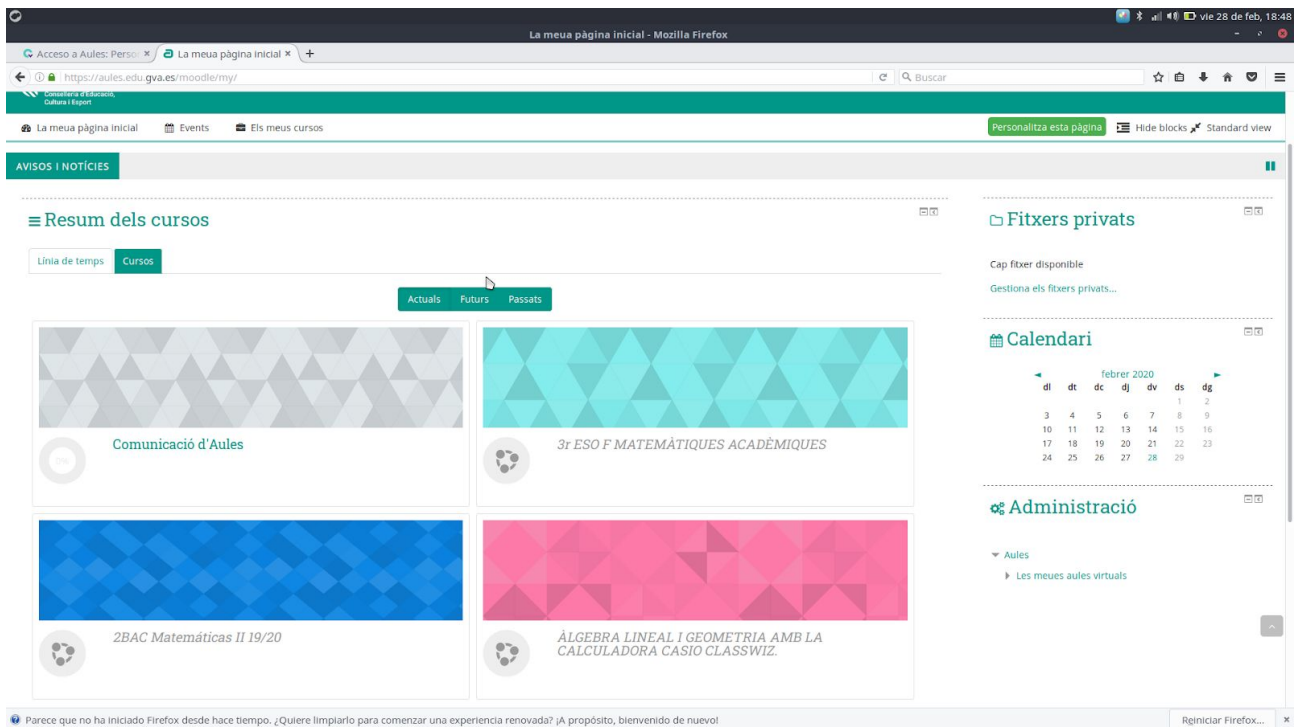 vie 28 de feb, 18:48
La meua pàgina inicial - Mozilla Firefox
Acceso a Aules: Perso
La meua pàgina inicial
https://aules.edu.gva.es/moodle/my/
Buscar
Conselleria d'Educació,
Cultura i Esport
La meua pàgina inicial Events Els meus cursos
Personalitza esta pàgina Hide blocks Standard view
AVISOS I NOTÍCIES
Resum dels cursos
Línia de temps Cursos
Actuals Futurs Passats
0%
Comunicació d'Aules
3r ESO F MATEMÀTIQUES ACADÈMIQUES
2BAC Matemáticas II 19/20
ÀLGEBRA LINEAL I GEOMETRIA AMB LA
CALCULADORA CASIO CLASSWIZ.
Fitxers privats
Cap fitxer disponible
Gestiona els fitxers privats...
Calendari
◄ febrer 2020 ►
dl dt dc dj dv ds dg
1 2
3 4 5 6 7 8 9
10 11 12 13 14 15 16
17 18 19 20 21 22 23
24 25 26 27 28 29
Administració
Aules
Les meues aules virtuals
Parece que no ha iniciado Firefox desde hace tiempo. ¿Quiere limpiarlo para comenzar una experiencia renovada? ¡A propósito, bienvenido de nuevo!
Reiniciar Firefox...